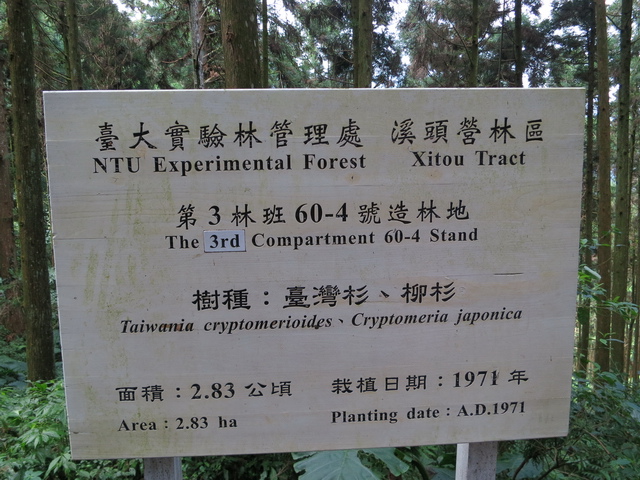 臺大實驗林管理處 溪頭營林區
NTU Experimental Forest Xitou Tract
第3林班60-4號造林地
The 3rd Compartment 60-4 Stand
樹種：臺灣杉、柳杉
Taiwania cryptomerioides、Cryptomeria japonica
面積：2.83公頃 栽植日期：1971年
Area：2.83 ha Planting date：A.D.1971